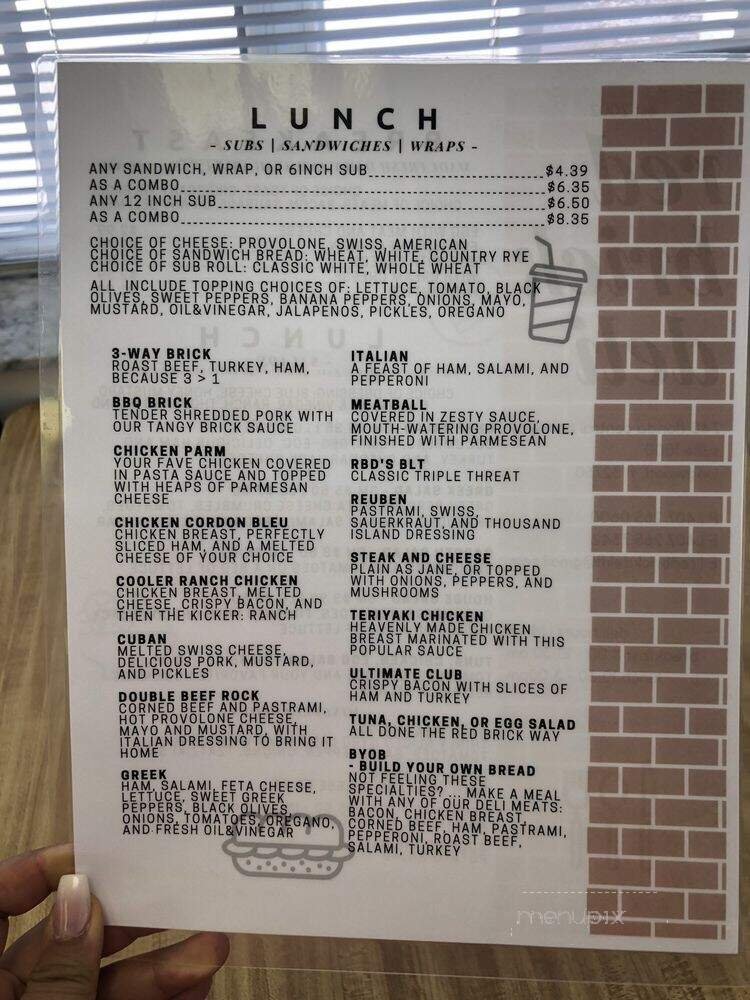 LUNCH
- SUBS | SANDWICHES | WRAPS -
ANY SANDWICH, WRAP, OR 6INCH SUB $4.39
AS A COMBO $6.35
ANY 12 INCH SUB $6.50
AS A COMBO $8.35
CHOICE OF CHEESE: PROVOLONE, SWISS, AMERICAN
CHOICE OF SANDWICH BREAD: WHEAT, WHITE, COUNTRY RYE
CHOICE OF SUB ROLL: CLASSIC WHITE, WHOLE WHEAT
ALL INCLUDE TOPPING CHOICES OF: LETTUCE, TOMATO, BLACK
OLIVES, SWEET PEPPERS, BANANA PEPPERS, ONIONS, MAYO,
MUSTARD, OIL&VINEGAR, JALAPENOS, PICKLES, OREGANO
3-WAY BRICK
ROAST BEEF, TURKEY, HAM,
BECAUSE 3 > 1
BBQ BRICK
TENDER SHREDDED PORK WITH
OUR TANGY BRICK SAUCE
CHICKEN PARM
YOUR FAVE CHICKEN COVERED
IN PASTA SAUCE AND TOPPED
WITH HEAPS OF PARMESAN
CHEESE
CHICKEN CORDON BLEU
CHICKEN BREAST, PERFECTLY
SLICED HAM, AND A MELTED
CHEESE OF YOUR CHOICE
COOLER RANCH CHICKEN
CHICKEN BREAST, MELTED
CHEESE, CRISPY BACON, AND
THEN THE KICKER: RANCH
CUBAN
MELTED SWISS CHEESE,
DELICIOUS PORK, MUSTARD,
AND PICKLES
DOUBLE BEEF ROCK
CORNED BEEF AND PASTRAMI,
HOT PROVOLONE CHEESE,
MAYO AND MUSTARD, WITH
ITALIAN DRESSING TO BRING IT
HOME
GREEK
HAM, SALAMI, FETA CHEESE,
LETTUCE, SWEET GREEK
PEPPERS, BLACK OLIVES,
ONIONS, TOMATOES, OREGANO,
AND FRESH OIL&VINEGAR
ITALIAN
A FEAST OF HAM, SALAMI, AND
PEPPERONI
MEATBALL
COVERED IN ZESTY SAUCE,
MOUTH-WATERING PROVOLONE,
FINISHED WITH PARMESEAN
RBD'S BLT
CLASSIC TRIPLE THREAT
REUBEN
PASTRAMI, SWISS,
SAUERKRAUT, AND THOUSAND
ISLAND DRESSING
STEAK AND CHEESE
PLAIN AS JANE, OR TOPPED
WITH ONIONS, PEPPERS, AND
MUSHROOMS
TERIYAKI CHICKEN
HEAVENLY MADE CHICKEN
BREAST MARINATED WITH THIS
POPULAR SAUCE
ULTIMATE CLUB
CRISPY BACON WITH SLICES OF
HAM AND TURKEY
TUNA, CHICKEN, OR EGG SALAD
ALL DONE THE RED BRICK WAY
BYOB
- BUILD YOUR OWN BREAD
NOT FEELING THESE
SPECIALTIES? ... MAKE A MEAL
WITH ANY OF OUR DELI MEATS:
BACON, CHICKEN BREAST,
CORNED BEEF, HAM, PASTRAMI,
PEPPERONI, ROAST BEEF,
SALAMI, TURKEY
menupix